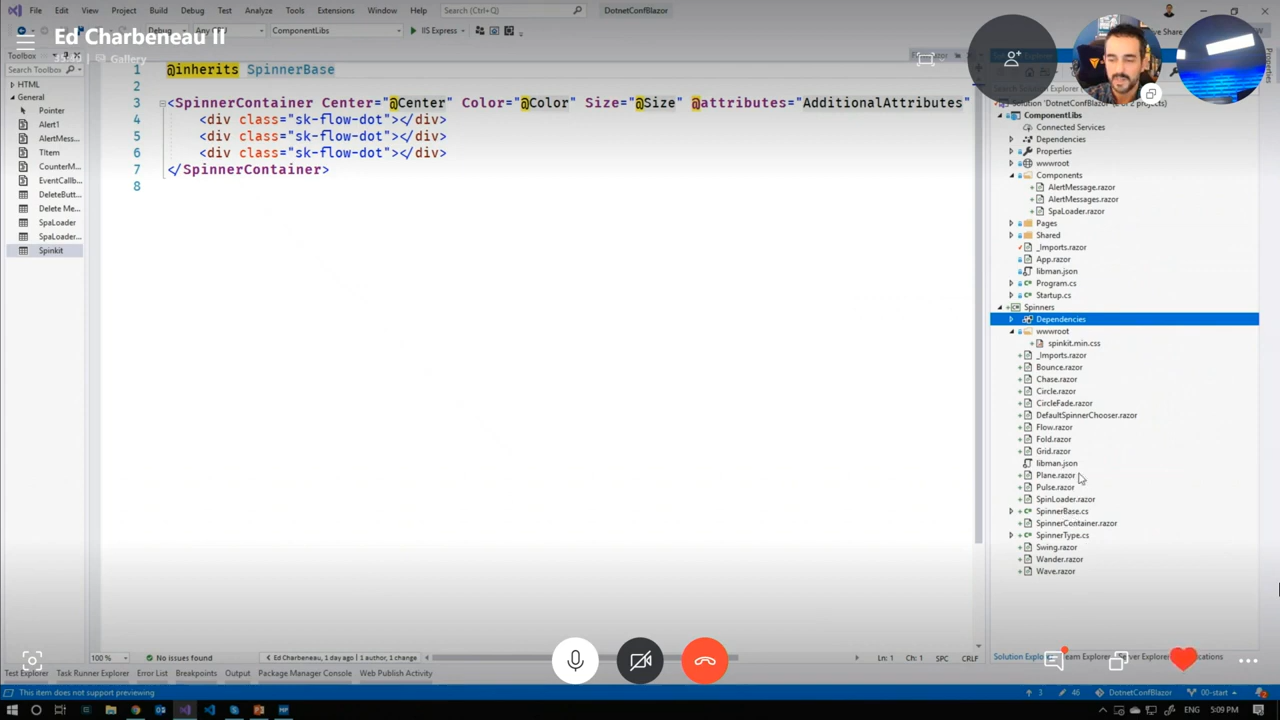 File Edit View Project Build Debug Test Analyze Tools Extensions Window Help Search (Ctrl+Q) DotnetConfBlazor
Ed Charbeneau II
Gallery
Any CPU ComponentLibs IIS Express
Share
Toolbox
Search Toolbox
HTML
General
Pointer
Alert1
AlertMess...
TItem
CounterM...
EventCallb...
DeleteButt...
Delete Me...
SpaLoader
SpaLoader...
Spinkit
1 @inherits SpinnerBase
2
3 <SpinnerContainer Center="@Center" Color="@Color" Size="@Size" @attributes="AdditionalAttributes"
4 <div class="sk-flow-dot"></div>
5 <div class="sk-flow-dot"></div>
6 <div class="sk-flow-dot"></div>
7 </SpinnerContainer>
8
Properties
Solution 'DotnetConfBlazor' (2 of 2 projects)
ComponentLibs
Connected Services
Dependencies
Properties
wwwroot
Components
AlertMessage.razor
AlertMessages.razor
SpaLoader.razor
Pages
Shared
_Imports.razor
App.razor
libman.json
Program.cs
Startup.cs
Spinners
Dependencies
wwwroot
spinkit.min.css
_Imports.razor
Bounce.razor
Chase.razor
Circle.razor
CircleFade.razor
DefaultSpinnerChooser.razor
Flow.razor
Fold.razor
Grid.razor
libman.json
Plane.razor
Pulse.razor
SpinLoader.razor
SpinnerBase.cs
SpinnerContainer.razor
SpinnerType.cs
Swing.razor
Wander.razor
Wave.razor
100 % No issues found Ed Charbeneau, 1 day ago | 1 author, 1 change Ln: 1 Ch: 1 SPC CRLF
Test Explorer Task Runner Explorer Error List Breakpoints Output Package Manager Console Web Publish Activity
This item does not support previewing 3 46 DotnetConfBlazor 00-start
ENG 5:09 PM